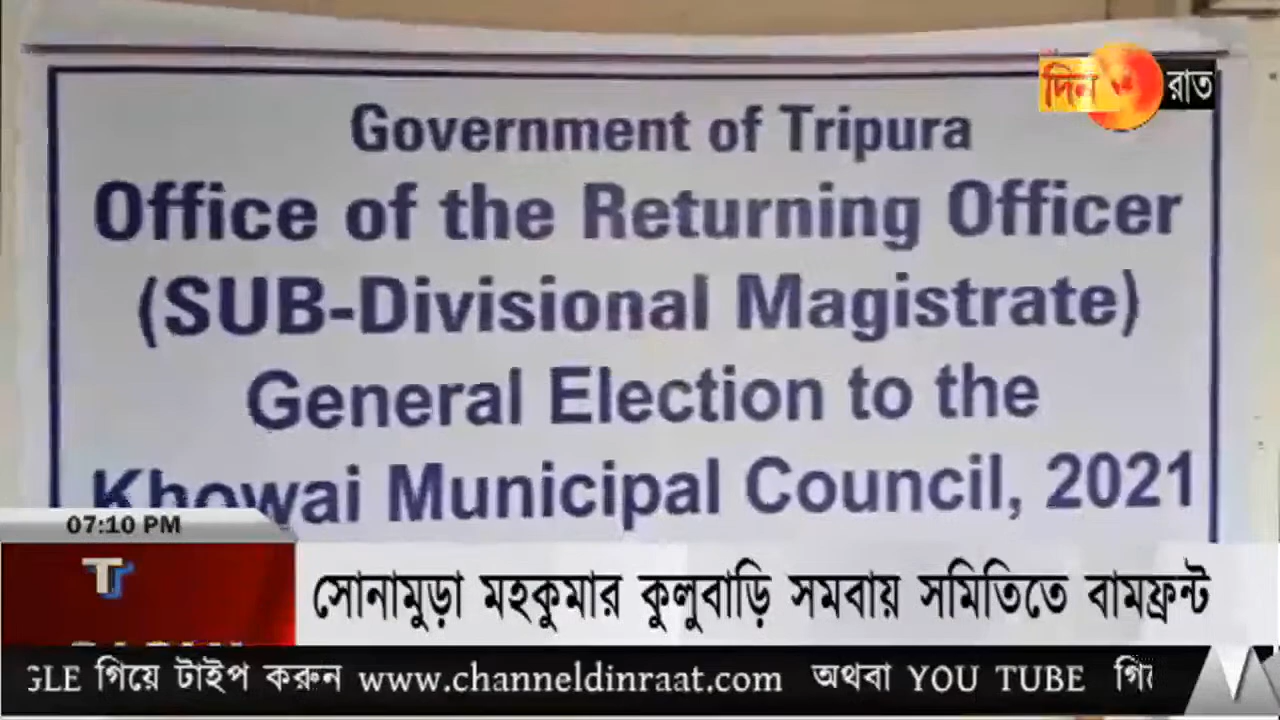 দিন ও রাত
Government of Tripura
Office of the Returning Officer
(SUB-Divisional Magistrate)
General Election to the
Khowai Municipal Council, 2021
07:10 PM
সোনামুড়া মহকুমার কুলুবাড়ি সমবায় সমিতিতে বামফ্রন্ট
GLE গিয়ে টাইপ করুন www.channeldinraat.com অথবা YOU TUBE